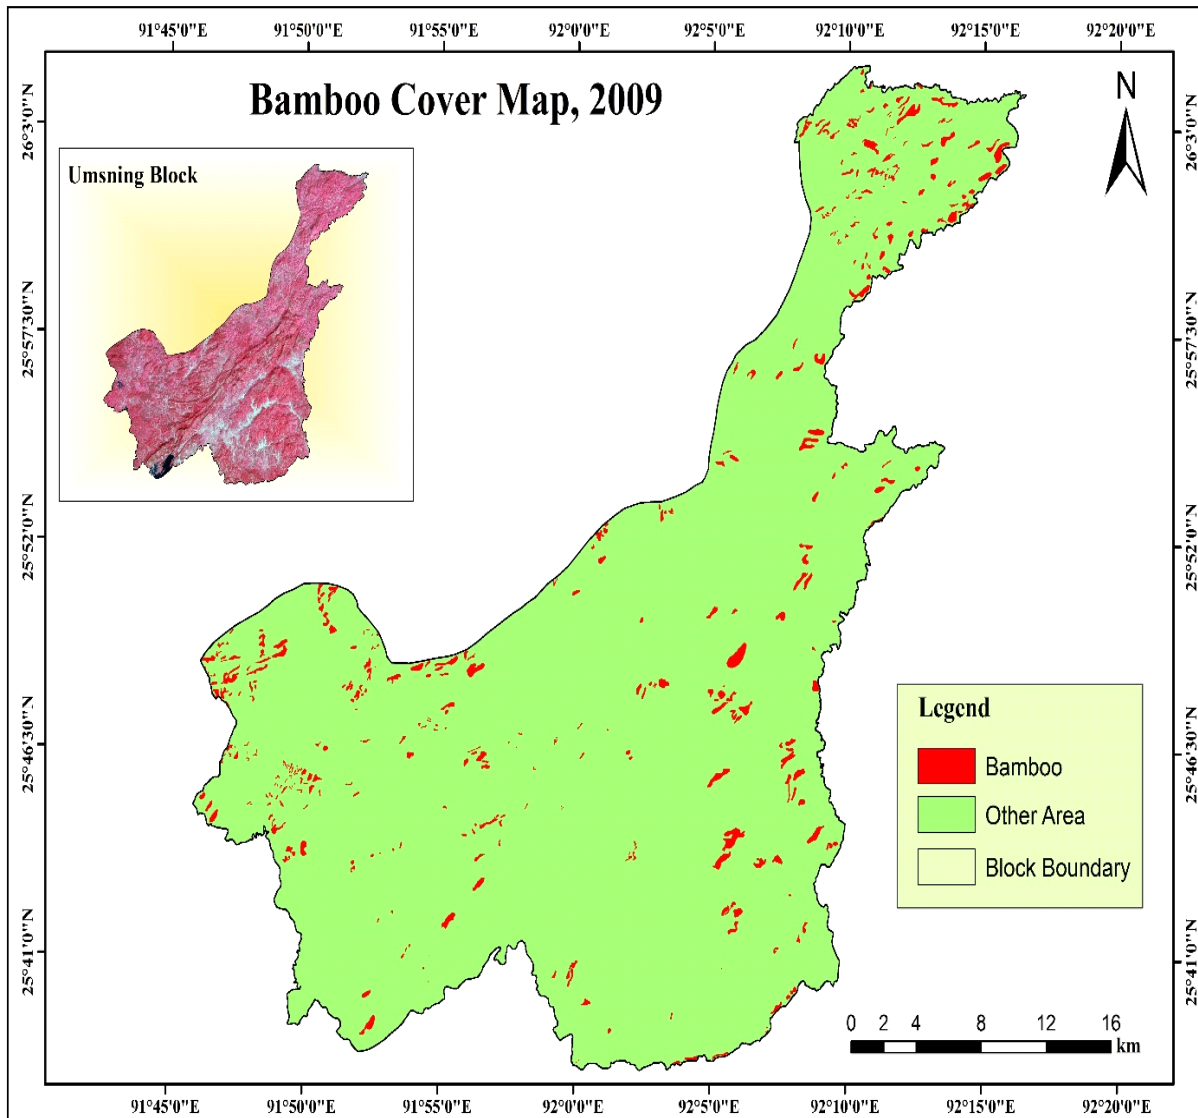 91°45'0"E 91°50'0"E 91°55'0"E 92°0'0"E 92°5'0"E 92°10'0"E 92°15'0"E 92°20'0"E
Bamboo Cover Map, 2009
N
Umsning Block
26°3'0"N
25°57'30"N
25°52'0"N
25°46'30"N
25°41'0"N
26°3'0"N
25°57'30"N
25°52'0"N
25°46'30"N
25°41'0"N
Legend
Bamboo
Other Area
Block Boundary
0 2 4 8 12 16
km
91°45'0"E 91°50'0"E 91°55'0"E 92°0'0"E 92°5'0"E 92°10'0"E 92°15'0"E 92°20'0"E